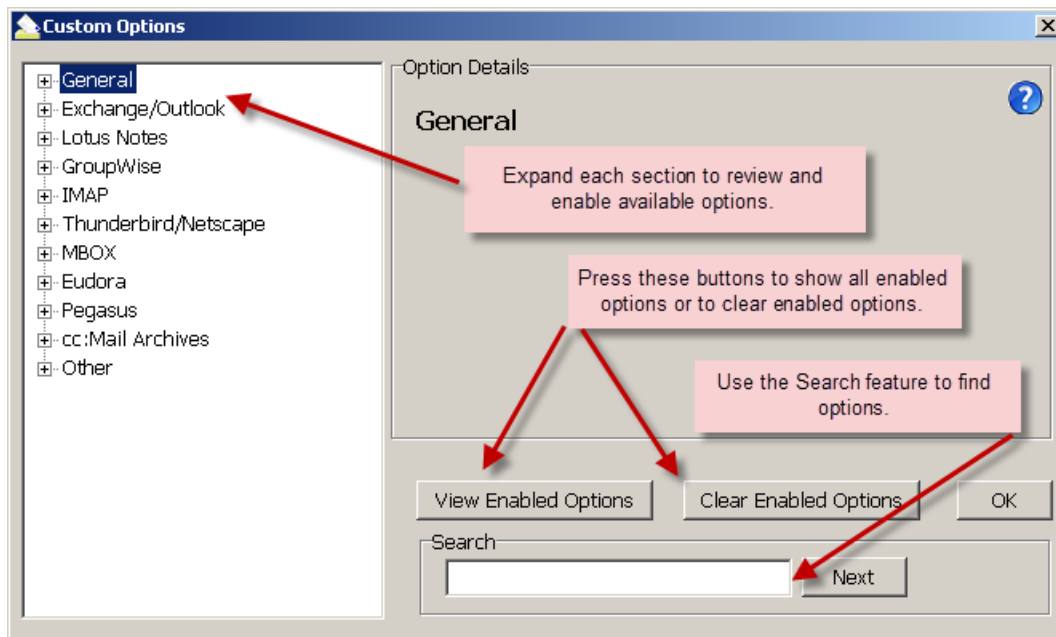 Custom Options
General
Exchange/Outlook
Lotus Notes
GroupWise
IMAP
Thunderbird/Netscape
MBOX
Eudora
Pegasus
cc:Mail Archives
Other
Option Details
General
?
Expand each section to review and
enable available options.
Press these buttons to show all enabled
options or to clear enabled options.
Use the Search feature to find
options.
View Enabled Options
Clear Enabled Options
OK
Search
Next